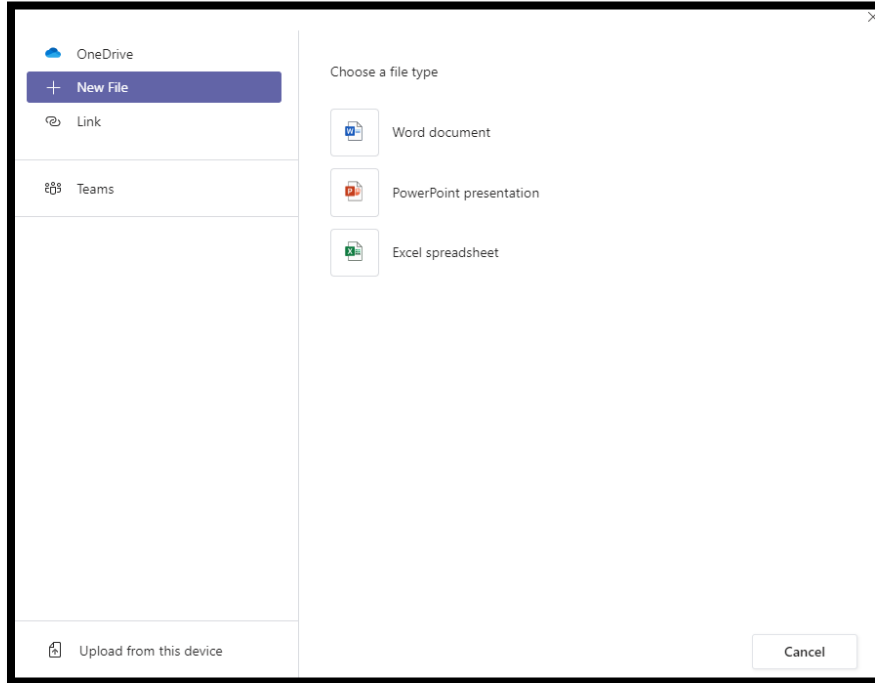 OneDrive
New File
Link
Teams
Upload from this device
Choose a file type
Word document
PowerPoint presentation
Excel spreadsheet
Cancel